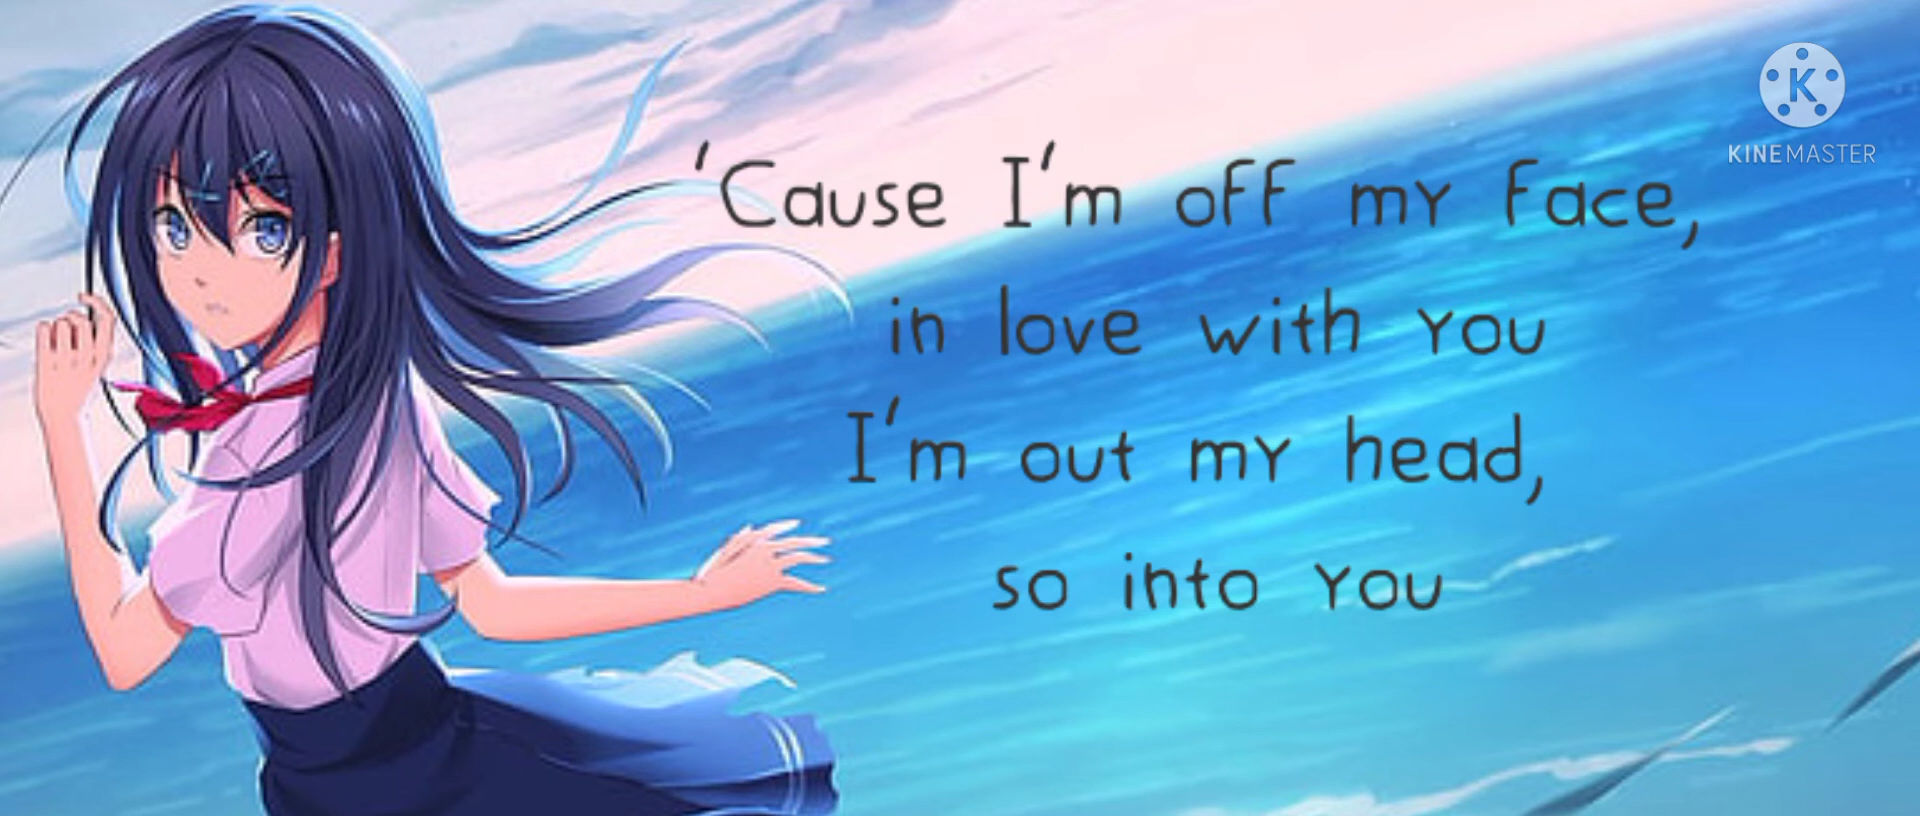 'Cause I'm off my face,
in love with you
I'm out my head,
so into you
K
KINEMASTER